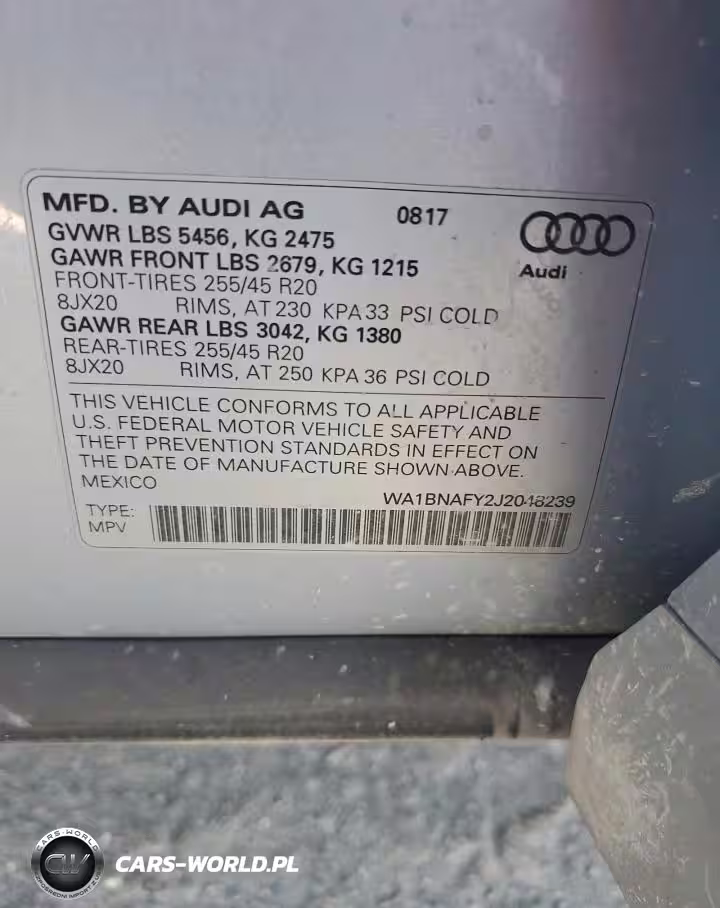 MFD. BY AUDI AG 0817
GVWR LBS 5456, KG 2475
GAWR FRONT LBS 2679, KG 1215
Audi
FRONT-TIRES 255/45 R20
8JX20 RIMS, AT 230 KPA 33 PSI COLD
GAWR REAR LBS 3042, KG 1380
REAR-TIRES 255/45 R20
8JX20 RIMS, AT 250 KPA 36 PSI COLD
THIS VEHICLE CONFORMS TO ALL APPLICABLE
U.S. FEDERAL MOTOR VEHICLE SAFETY AND
THEFT PREVENTION STANDARDS IN EFFECT ON
THE DATE OF MANUFACTURE SHOWN ABOVE.
MEXICO
WA1BNAFY2J2048239
TYPE:
MPV
CARS-WORLD
CW
CARS-WORLD.PL